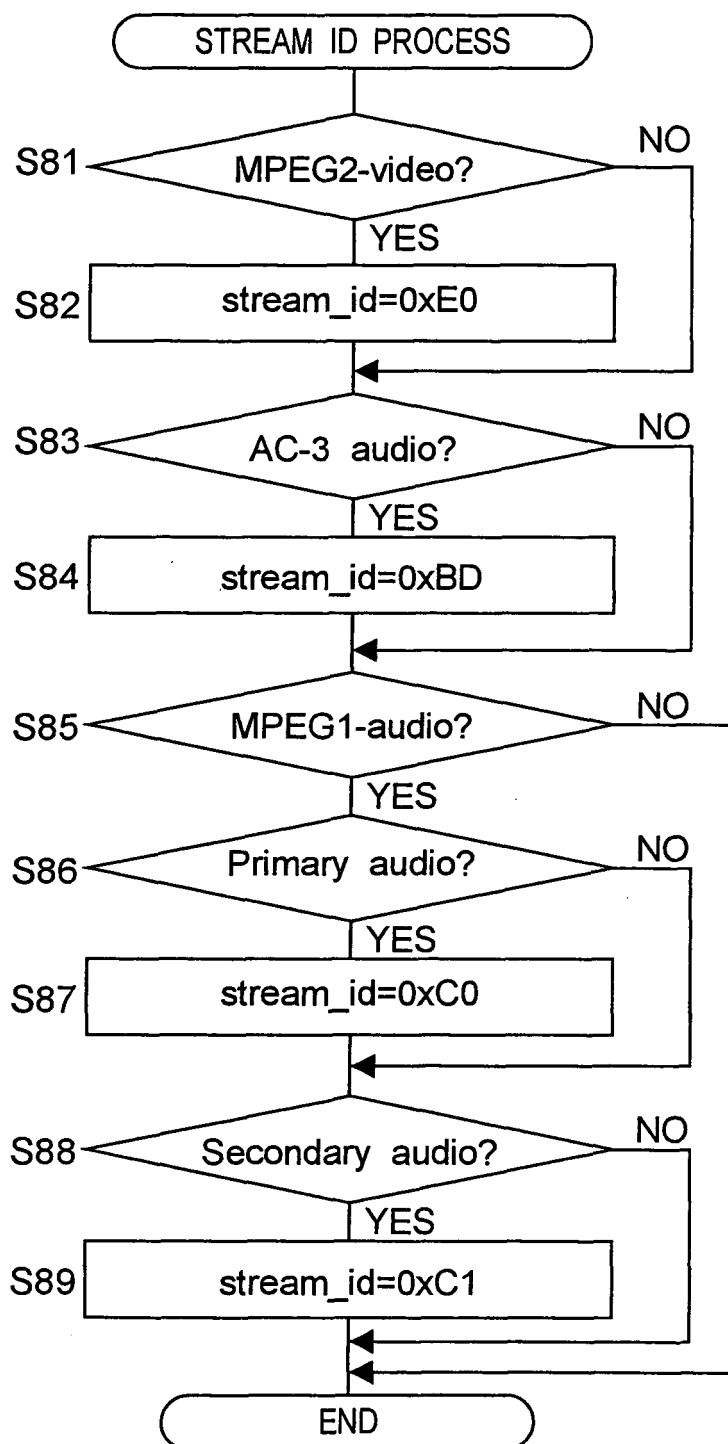 STREAM ID PROCESS
S81
MPEG2-video?
NO
YES
S82
stream_id=0xE0
S83
AC-3 audio?
NO
YES
S84
stream_id=0xBD
S85
MPEG1-audio?
NO
YES
S86
Primary audio?
NO
YES
S87
stream_id=0xC0
S88
Secondary audio?
NO
YES
S89
stream_id=0xC1
END